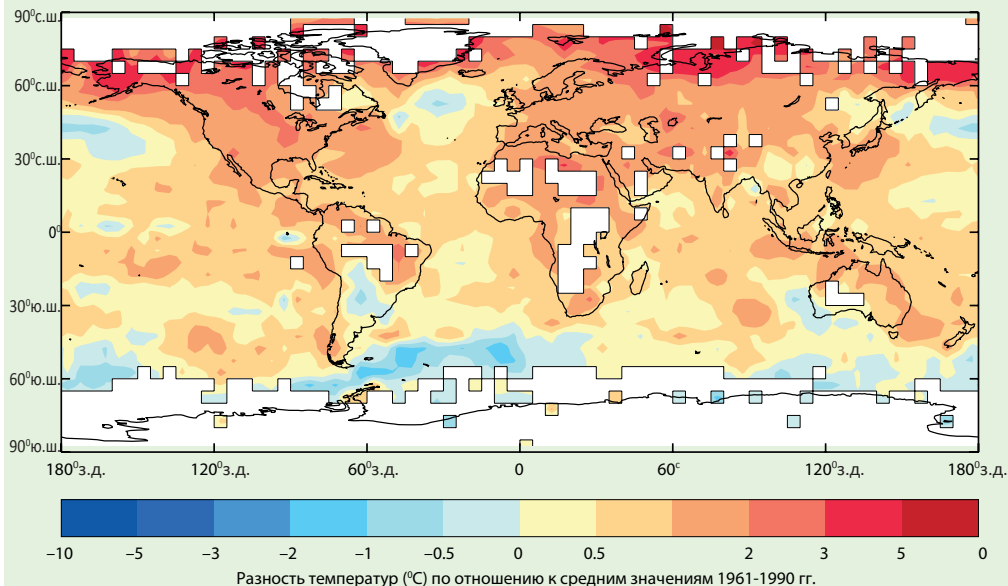 90⁰с.ш.
60⁰с.ш.
30⁰с.ш.
0⁰
30⁰ю.ш.
60⁰ю.ш.
90⁰ю.ш.
180⁰з.д. 120⁰з.д. 60⁰з.д. 0 60ᶜ 120⁰з.д. 180⁰з.д.
–10 –5 –3 –2 –1 –0.5 0 0.5 2 3 5 0
Разность температур (⁰C) по отношению к средним значениям 1961-1990 гг.